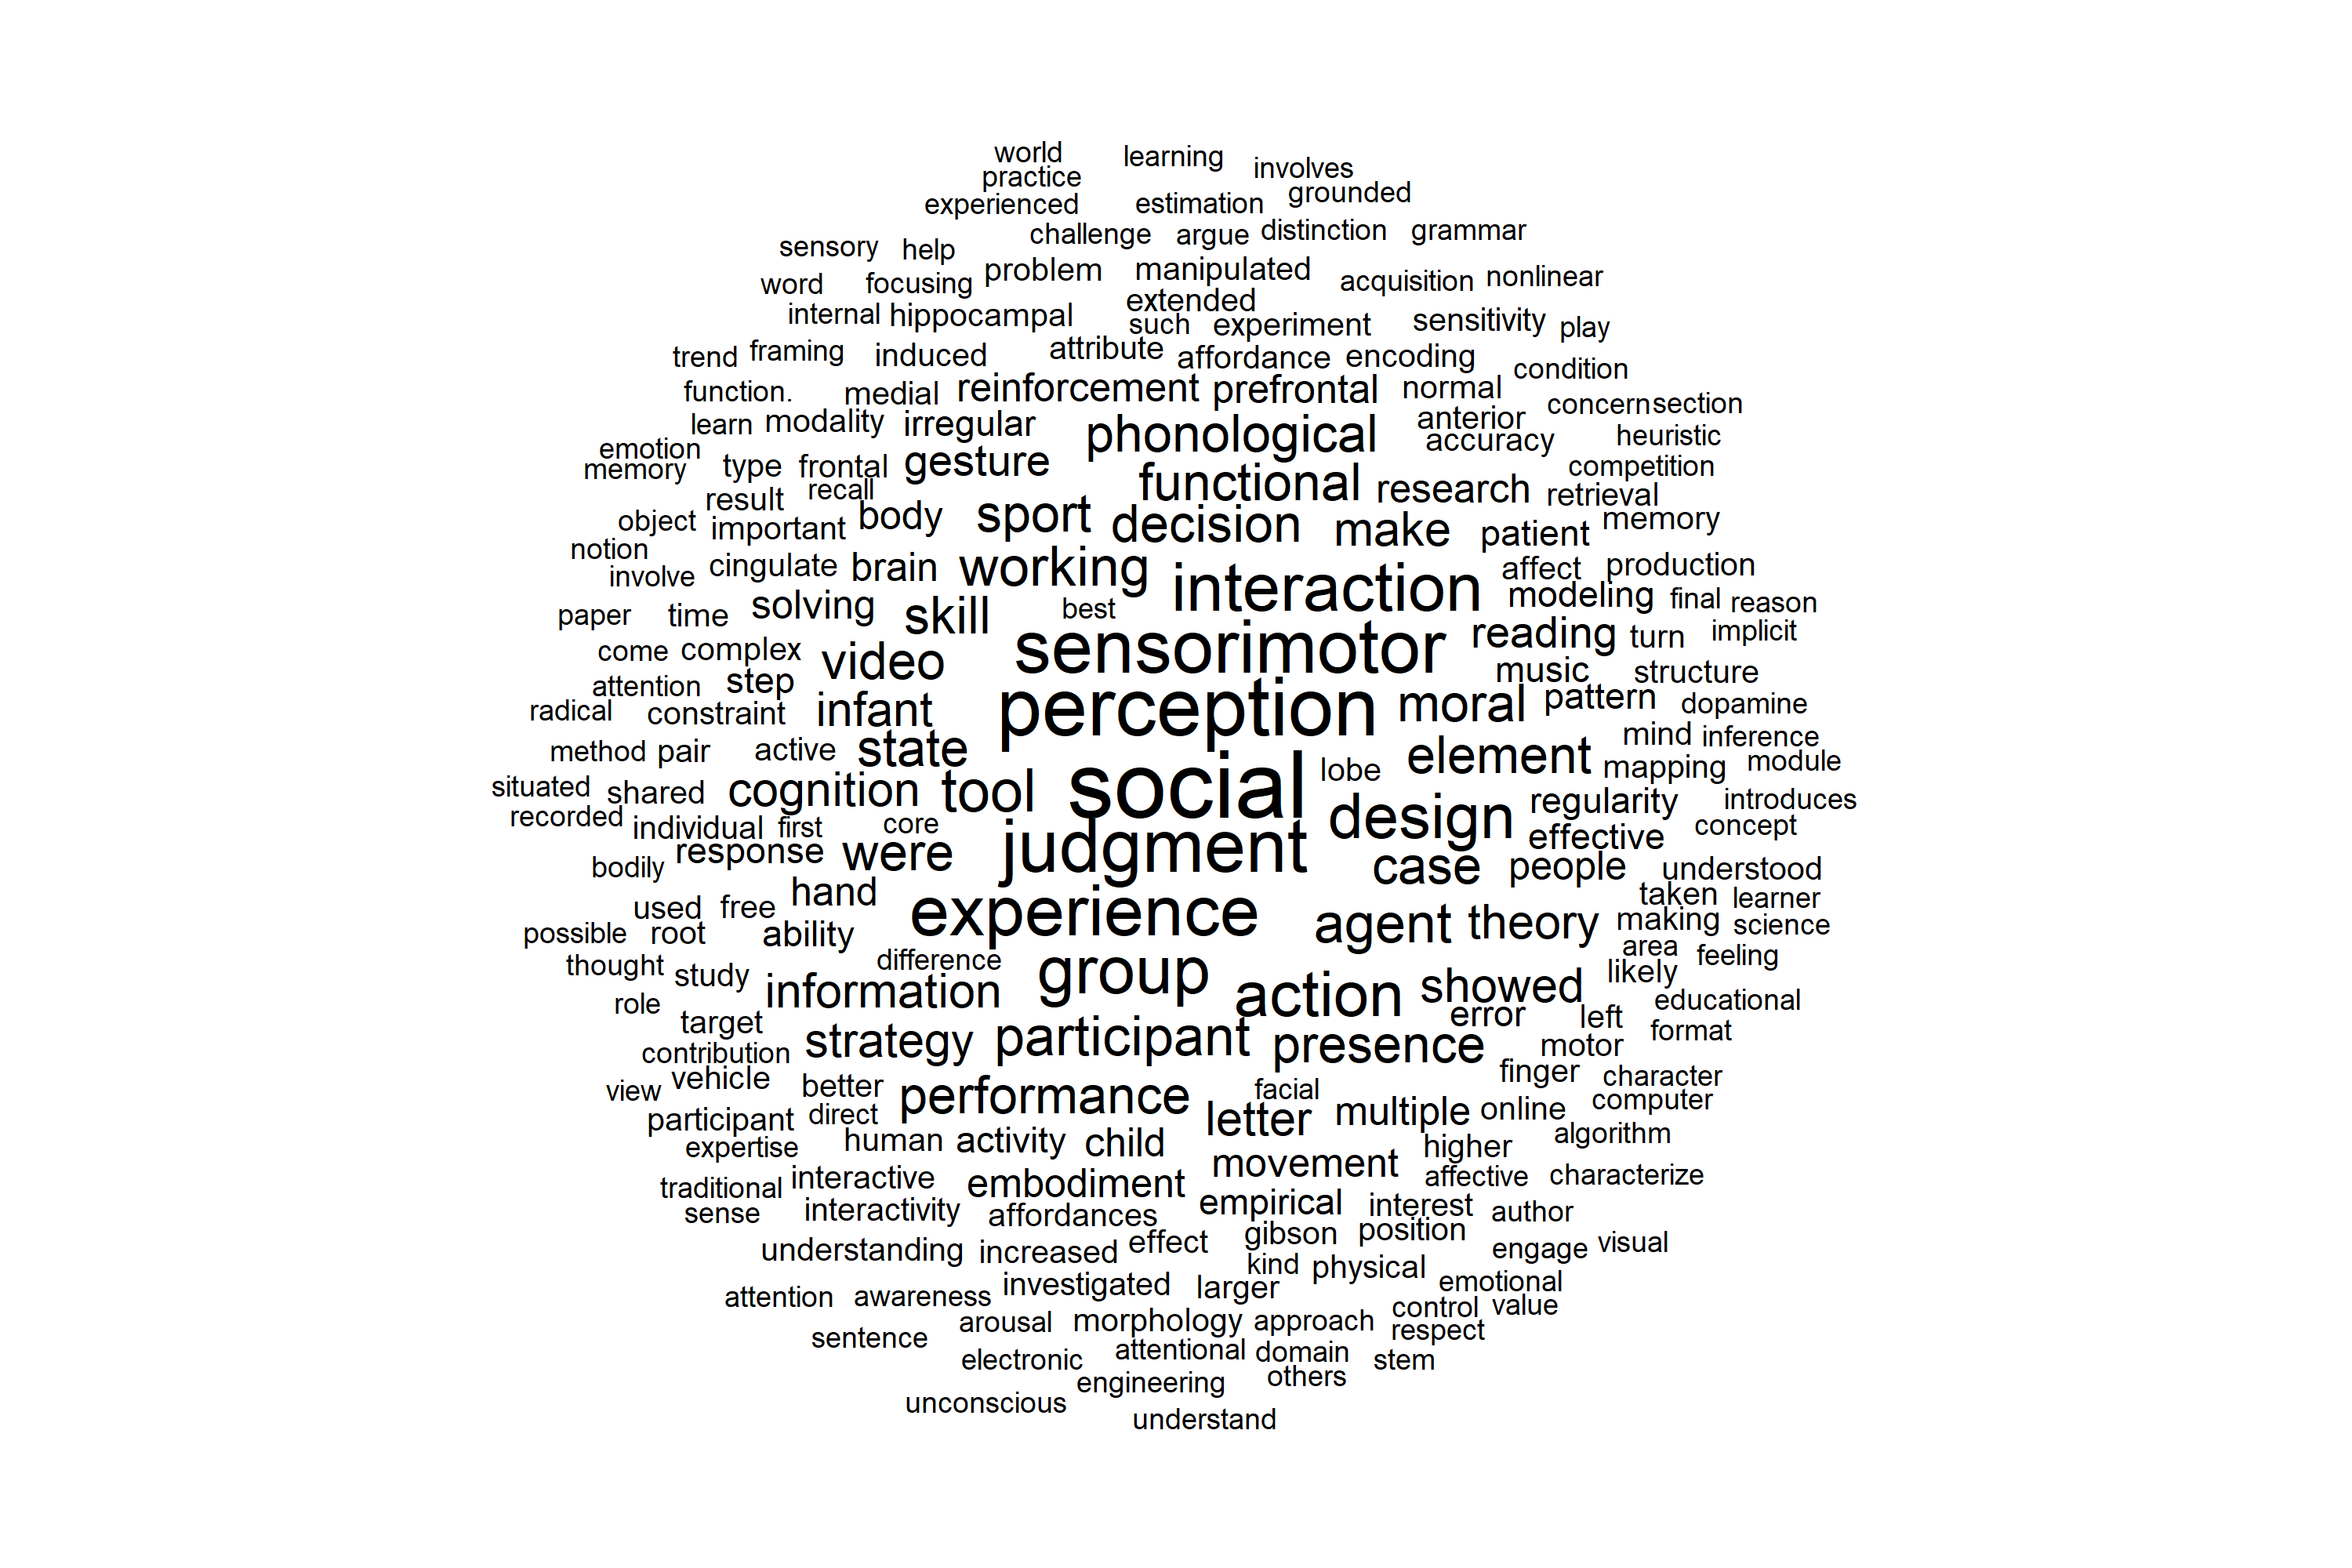 world learning involves
practice grounded
experienced estimation
challenge argue distinction grammar
sensory help
problem manipulated acquisition nonlinear
word focusing extended
internal hippocampal such experiment sensitivity play
trend framing induced attribute affordance encoding condition
function. medial reinforcement prefrontal normal
learn modality irregular phonological anterior concern section
emotion accuracy heuristic
memory type frontal gesture functional competition
result recall research retrieval
object important body sport decision make patient memory
notion cingulate brain working interaction affect production
involve modeling final reason
paper time solving skill best
come complex video sensorimotor reading turn implicit
attention step music structure
radical constraint infant perception moral pattern dopamine
method pair active state element mind inference
mapping module
situated shared cognition tool social lobe design regularity introduces
recorded individual first core effective concept
bodily response were judgment case people understood
used free hand experience taken learner
possible root ability agent theory making science
thought study difference area feeling
role information group action showed likely
target error left educational
contribution strategy participant presence motor format
view vehicle better performance facial finger character
participant direct letter multiple online computer
expertise human activity child higher algorithm
traditional interactive embodiment movement affective characterize
sense interactivity affordances empirical interest author
understanding increased effect gibson position engage visual
attention awareness investigated larger kind physical emotional
sentence arousal morphology approach control value
respect
electronic attentional domain stem
engineering others
unconscious understand